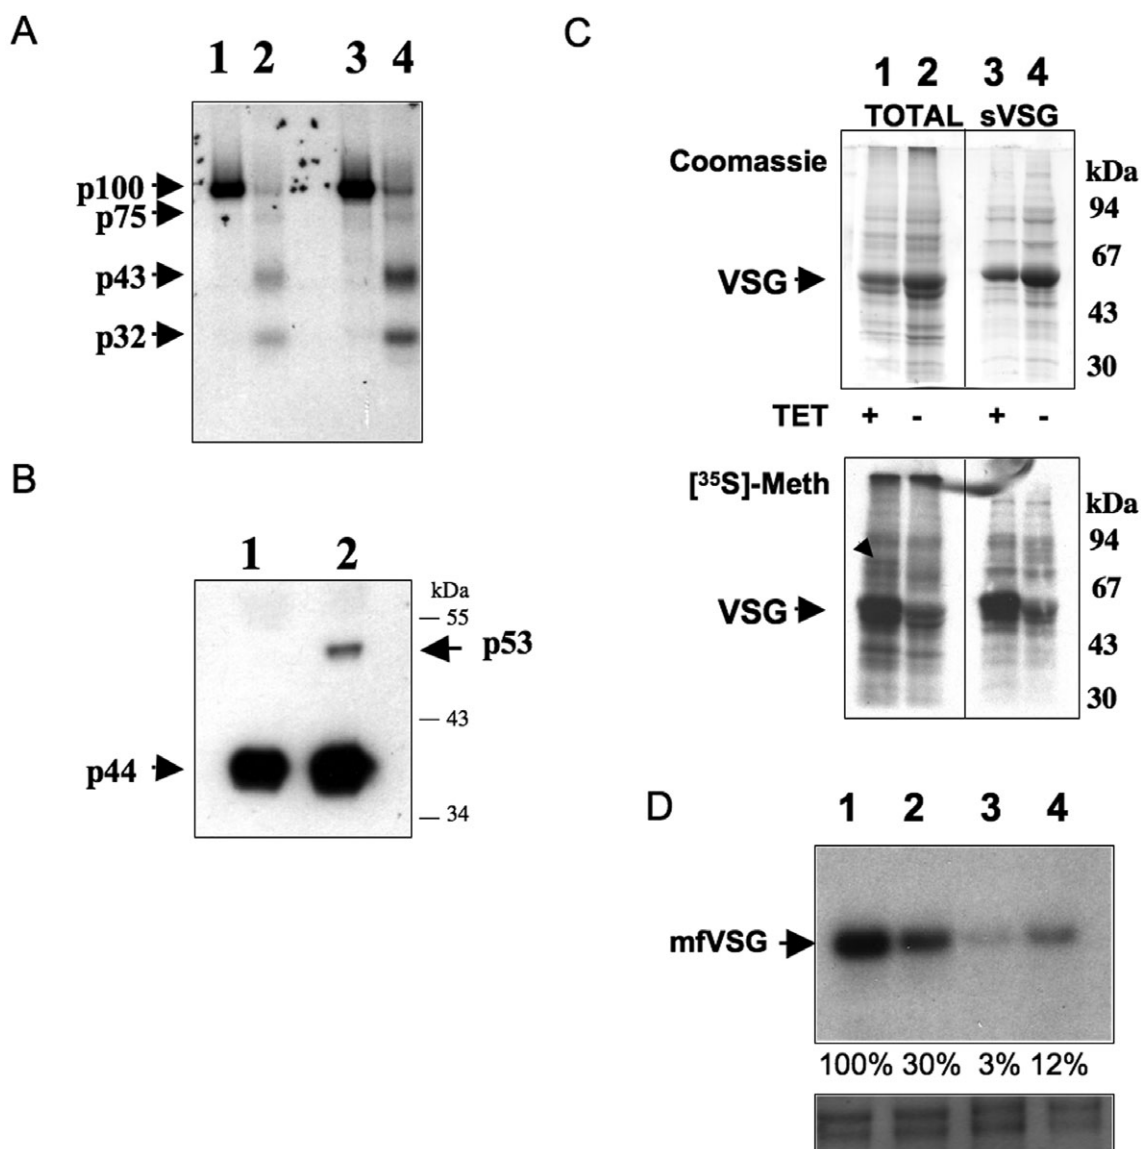 A
1 2 3 4
p100
p75
p43
p32
B
1 2
kDa
55
p53
43
p44
34
C
1 2 3 4
TOTAL sVSG
Coomassie
kDa
94
67
VSG
43
30
TET + - + -
[³⁵S]-Meth
kDa
94
67
VSG
43
30
D
1 2 3 4
mfVSG
100% 30% 3% 12%